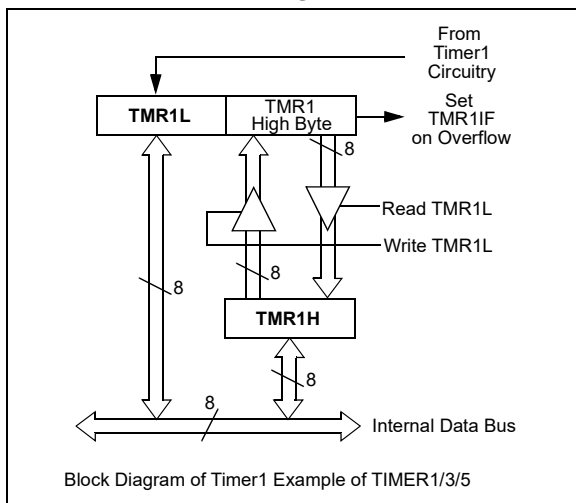 From
Timer1
Circuitry
TMR1L
TMR1
High Byte
Set
TMR1IF
on Overflow
8
Read TMR1L
Write TMR1L
8
8
TMR1H
8
8
Internal Data Bus
Block Diagram of Timer1 Example of TIMER1/3/5